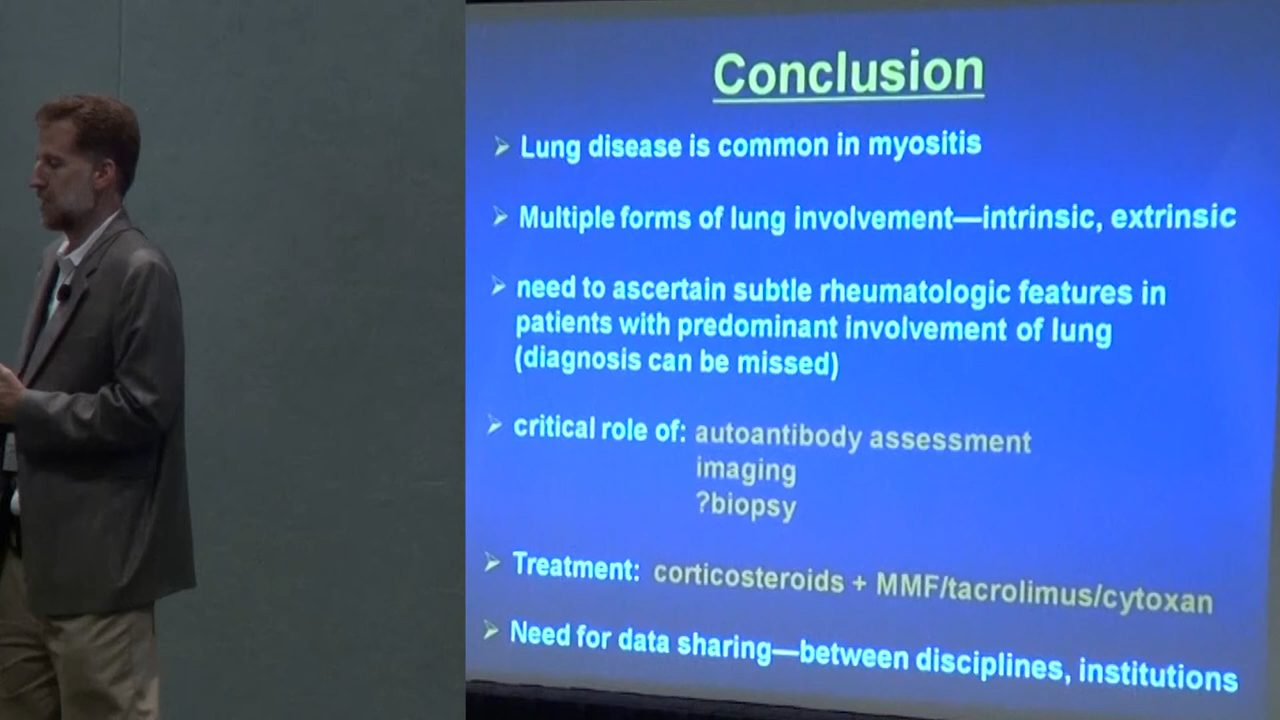 Conclusion
Lung disease is common in myositis
Multiple forms of lung involvement—intrinsic, extrinsic
need to ascertain subtle rheumatologic features in
patients with predominant involvement of lung
(diagnosis can be missed)
critical role of: autoantibody assessment
imaging
?biopsy
Treatment: corticosteroids + MMF/tacrolimus/cytoxan
Need for data sharing—between disciplines, institutions